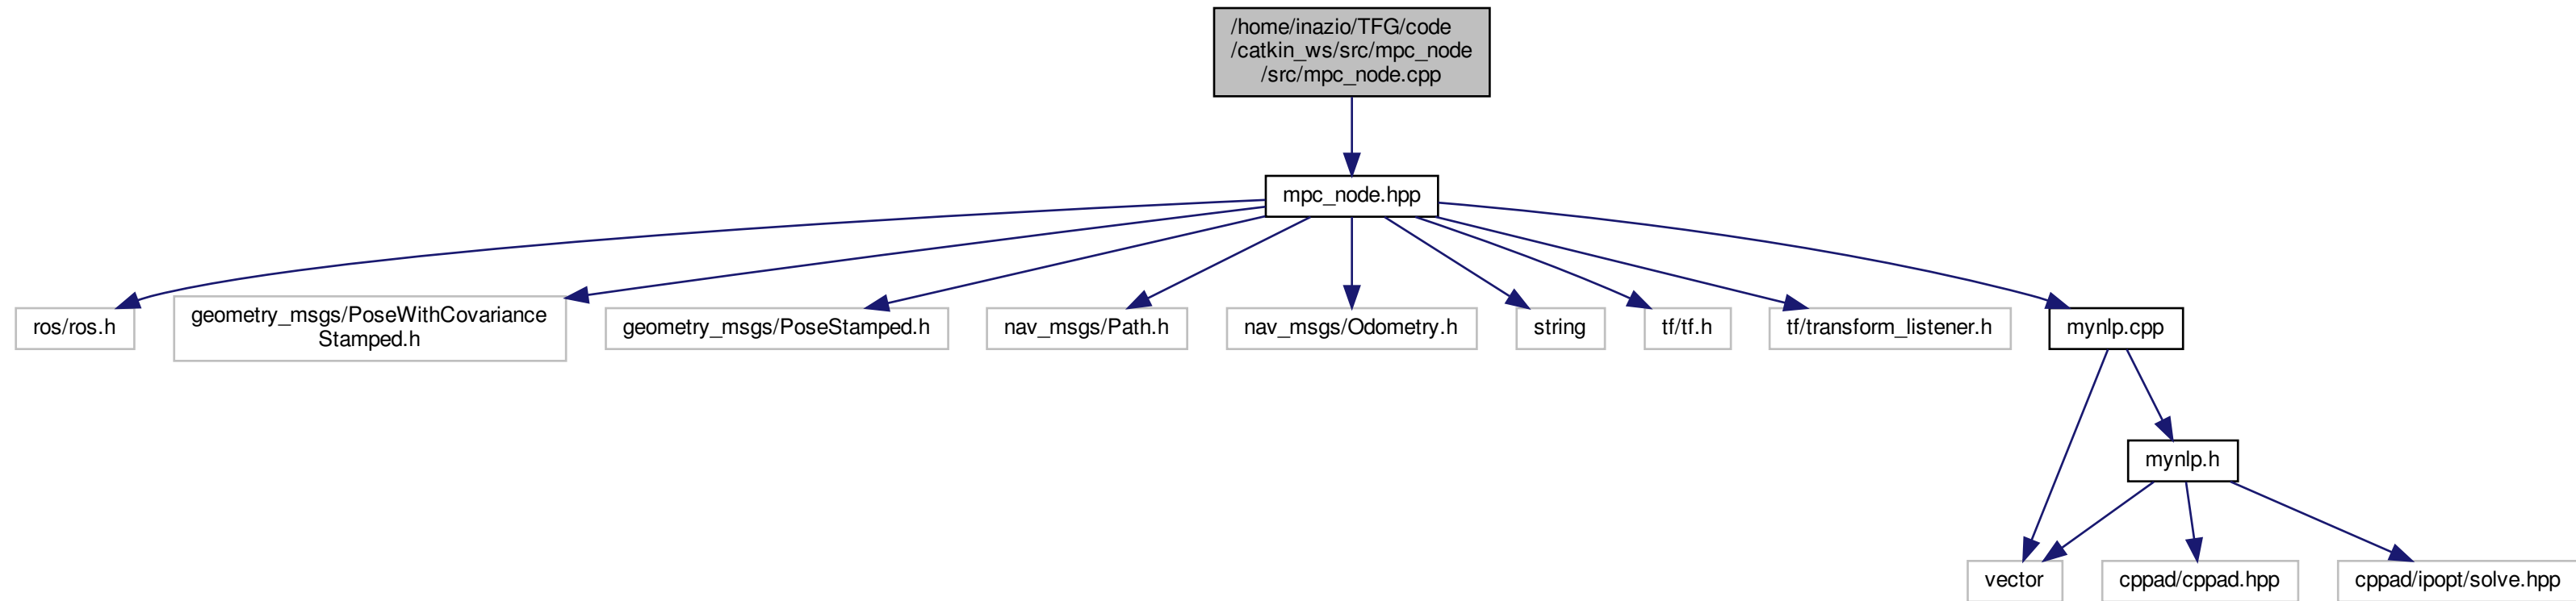 /home/inazio/TFG/code
/catkin_ws/src/mpc_node
/src/mpc_node.cpp
mpc_node.hpp
ros/ros.h
geometry_msgs/PoseWithCovariance
Stamped.h
geometry_msgs/PoseStamped.h
nav_msgs/Path.h
nav_msgs/Odometry.h
string
tf/tf.h
tf/transform_listener.h
mynlp.cpp
mynlp.h
vector
cppad/cppad.hpp
cppad/ipopt/solve.hpp